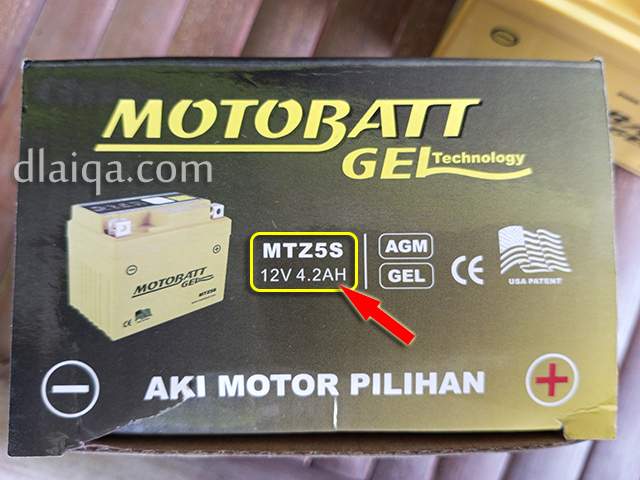 MOTOBATT
GEL Technology
dlaiqa.com
MTZ5S
12V 4.2AH
AGM
GEL
CE
USA PATENT
MOTOBATT
GEL
MTZ5S
AKI MOTOR PILIHAN